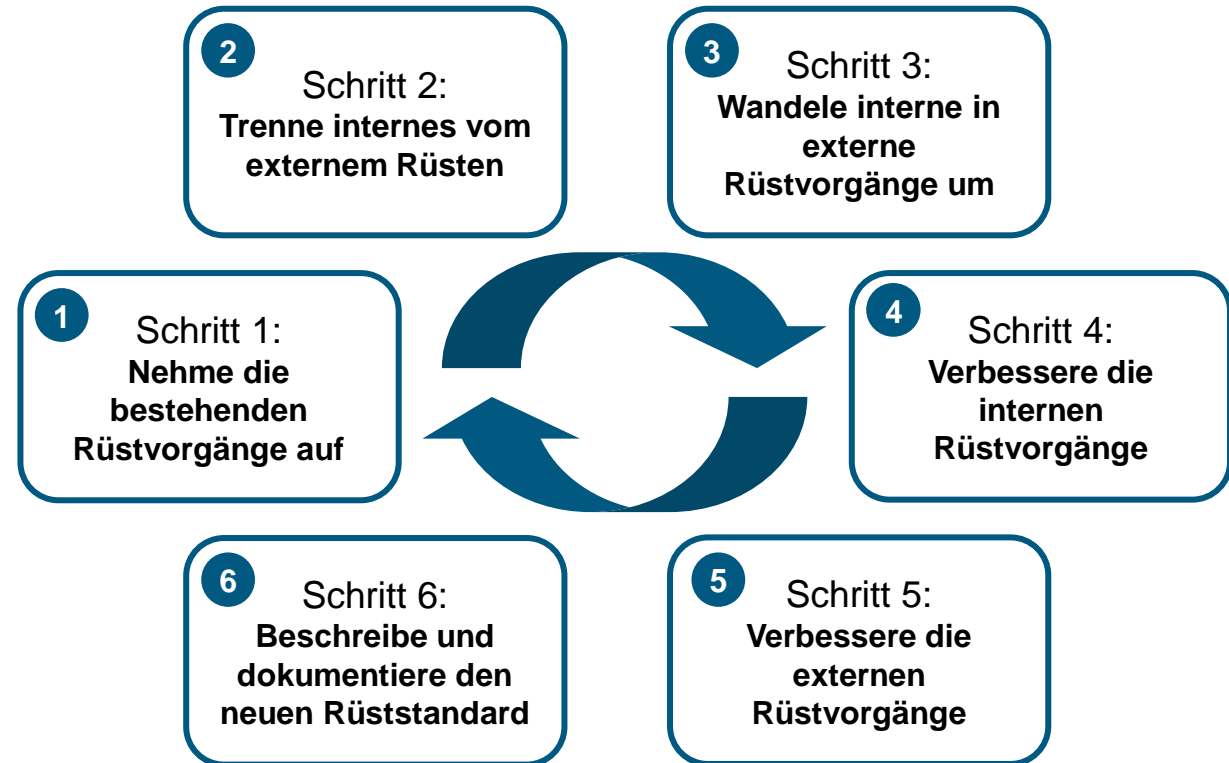 1
Schritt 1:
Nehme die
bestehenden
Rüstvorgänge auf
2
Schritt 2:
Trenne internes vom
externem Rüsten
3
Schritt 3:
Wandele interne in
externe
Rüstvorgänge um
4
Schritt 4:
Verbessere die
internen
Rüstvorgänge
5
Schritt 5:
Verbessere die
externen
Rüstvorgänge
6
Schritt 6:
Beschreibe und
dokumentiere den
neuen Rüststandard